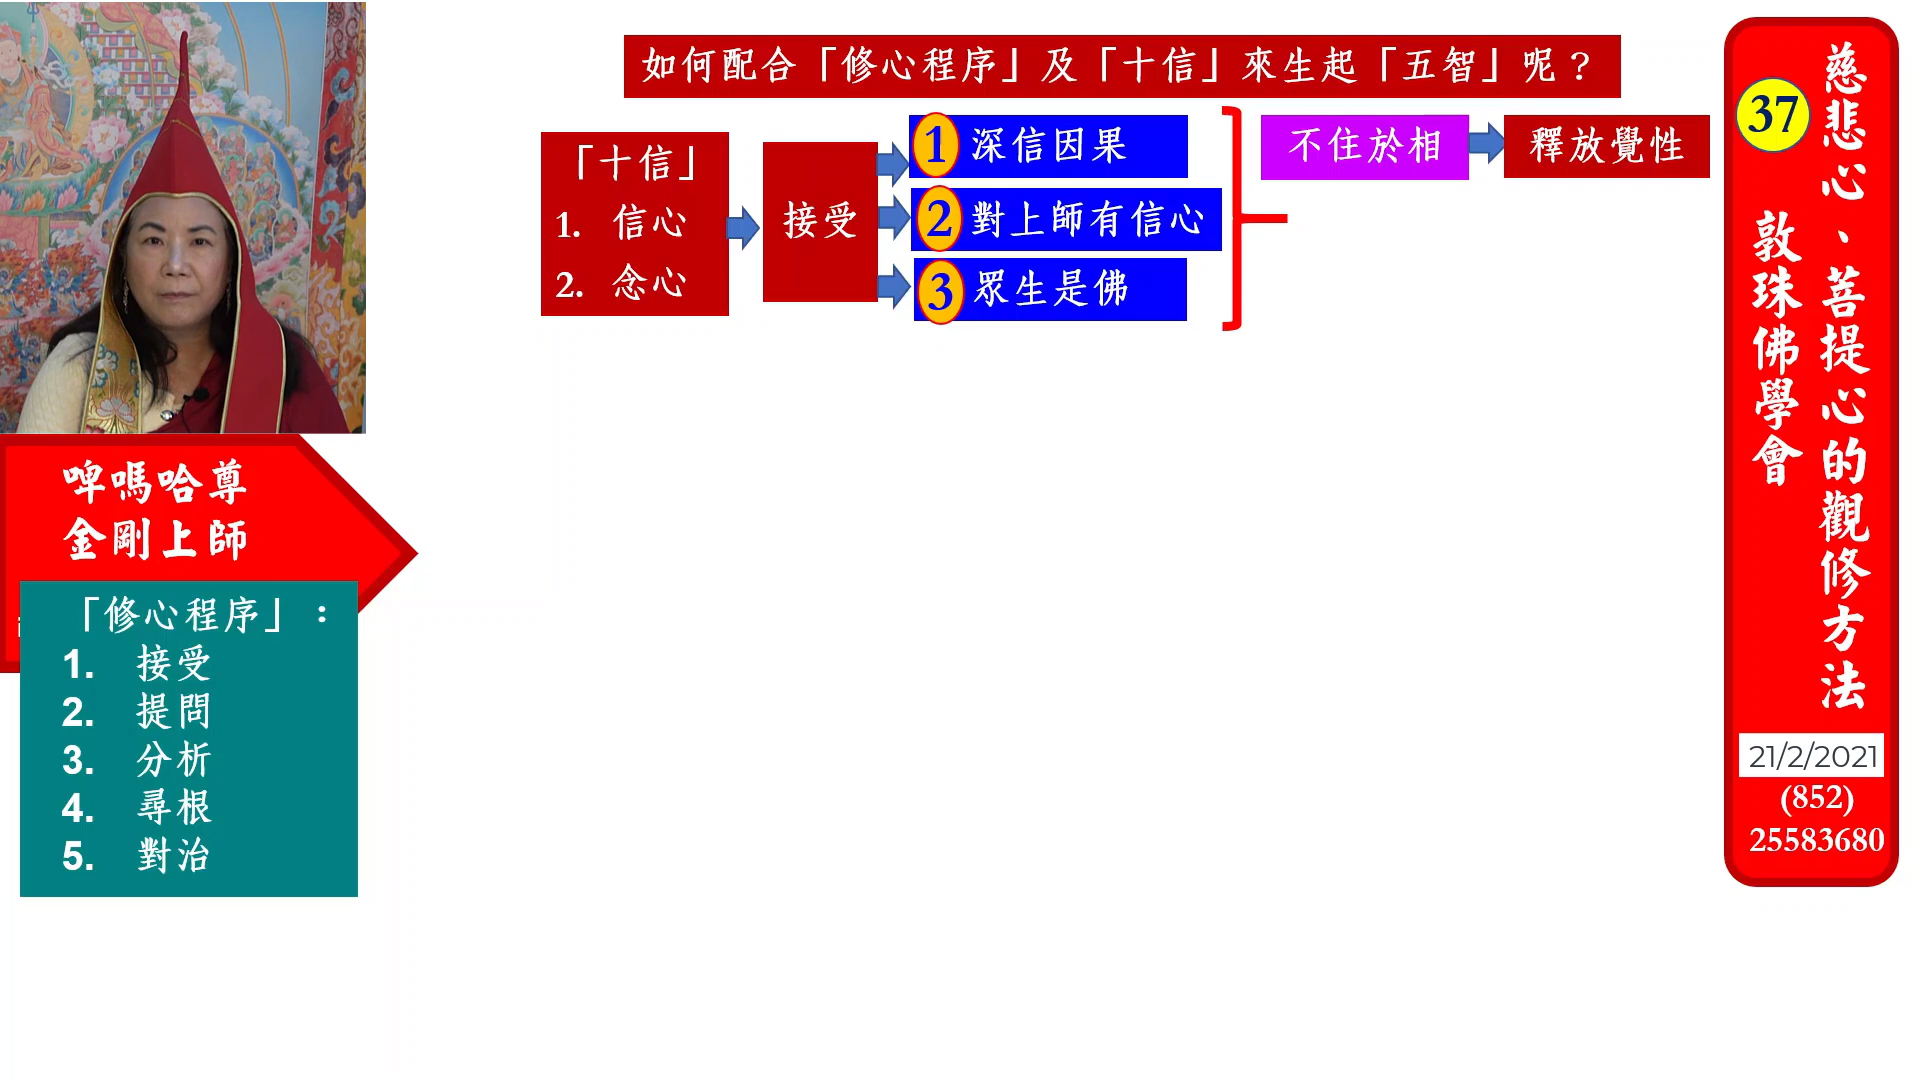 如何配合「修心程序」及「十信」來生起「五智」呢？
「十信」
1. 信心
2. 念心
接受
1 深信因果
2 對上師有信心
3 眾生是佛
不住於相
釋放覺性
啤嗎哈尊
金剛上師
「修心程序」：
1. 接受
2. 提問
3. 分析
4. 尋根
5. 對治
37
慈悲心、菩提心的觀修方法
敦珠佛學會
21/2/2021
(852)
25583680